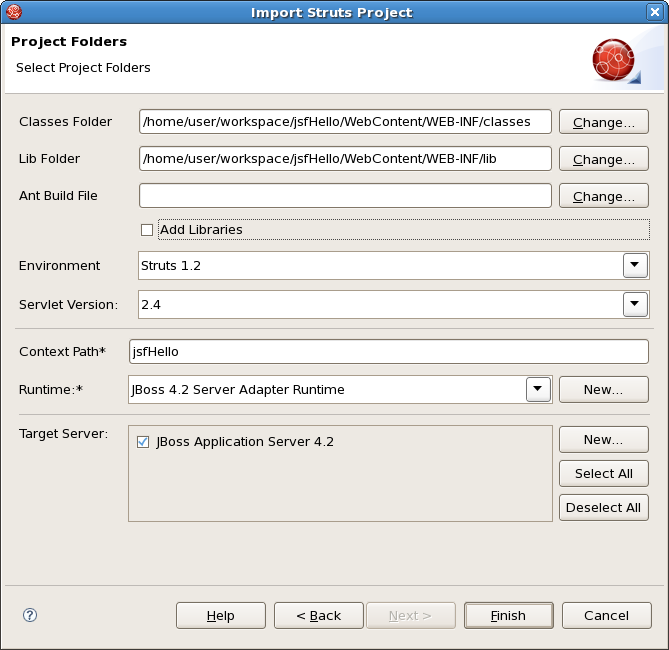 Import Struts Project
Project Folders
Select Project Folders
Classes Folder /home/user/workspace/jsfHello/WebContent/WEB-INF/classes Change...
Lib Folder /home/user/workspace/jsfHello/WebContent/WEB-INF/lib Change...
Ant Build File Change...
Add Libraries
Environment Struts 1.2
Servlet Version: 2.4
Context Path* jsfHello
Runtime:* JBoss 4.2 Server Adapter Runtime New...
Target Server: JBoss Application Server 4.2 New...
Select All
Deselect All
? Help < Back Next > Finish Cancel